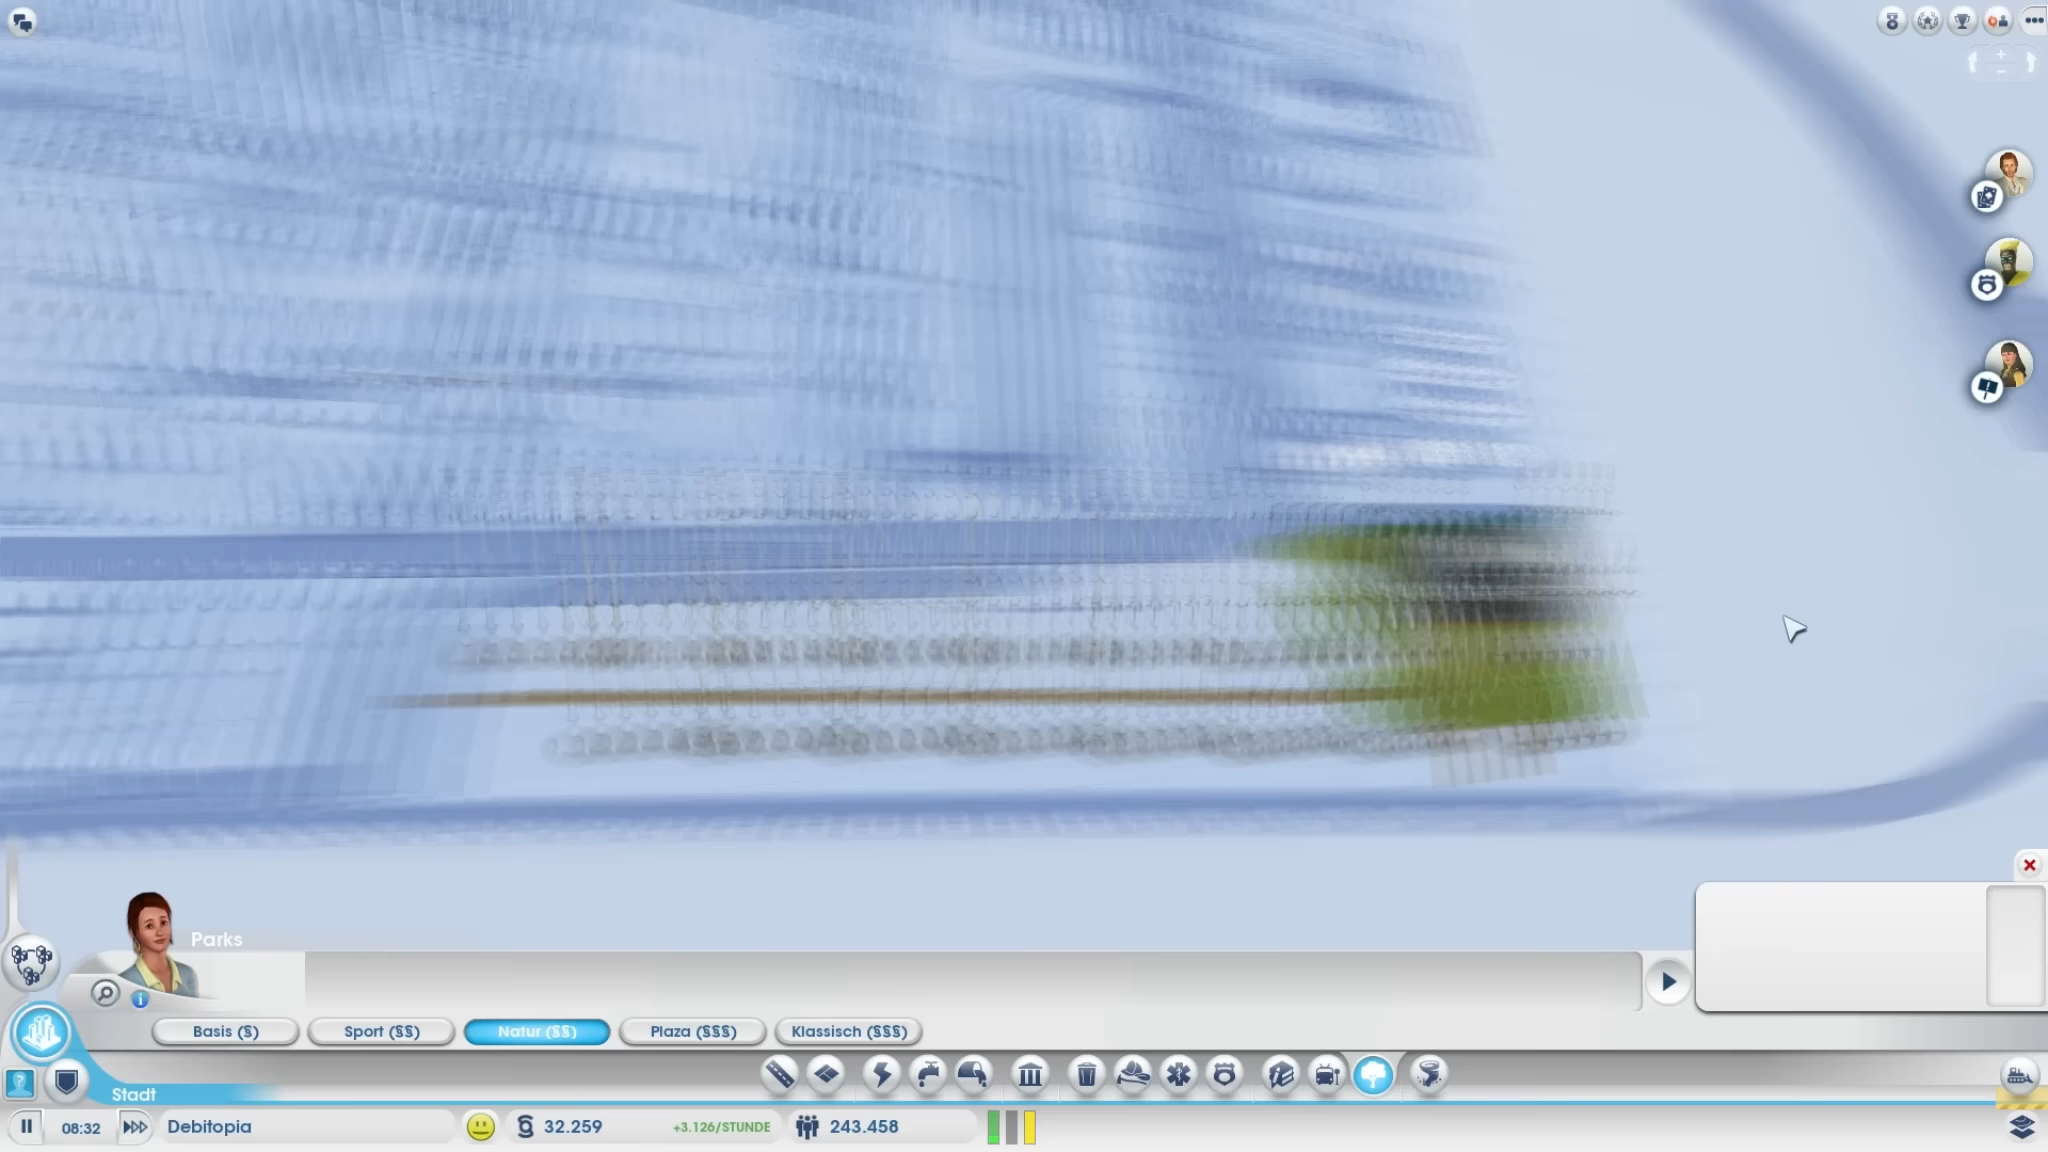 Parks
Basis (§)
Sport (§§)
Natur (§§)
Plaza (§§§)
Klassisch (§§§)
Stadt
08:32
Debitopia
32.259
+3.126/STUNDE
243.458